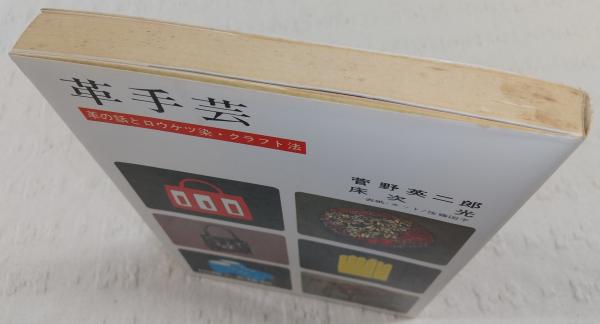 革手芸
革の話とロウケツ染・クラフト法
菅野英二郎
床次 光